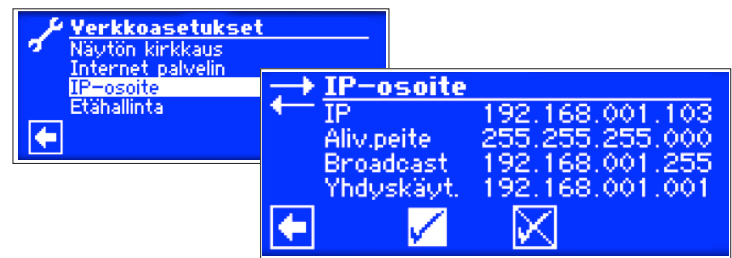 Verkkoasetukset
Näytön kirkkaus
Internet palvelin
IP-osoite
Etähallinta
IP-osoite
IP 192.168.001.103
Aliv.peite 255.255.255.000
Broadcast 192.168.001.255
Yhdyskäyt. 192.168.001.001